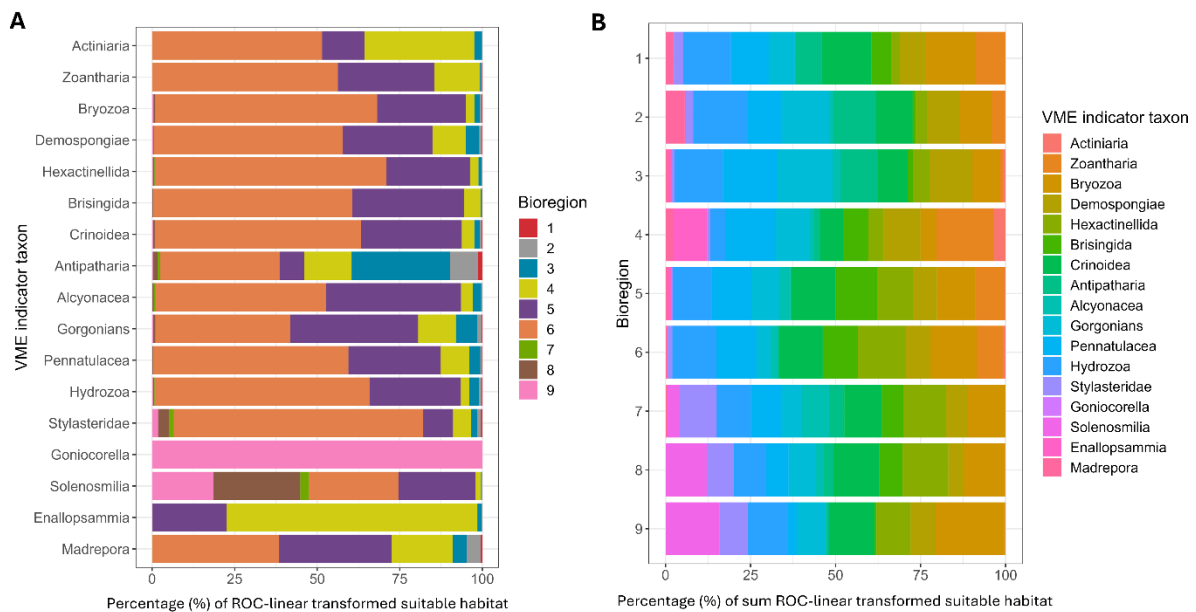 A
VME indicator taxon
Actiniaria
Zoantharia
Bryozoa
Demospongiae
Hexactinellida
Brisingida
Crinoidea
Antipatharia
Alcyonacea
Gorgonians
Pennatulacea
Hydrozoa
Stylasteridae
Goniocorella
Solenosmilia
Enallopsammia
Madrepora
0 25 50 75 100
Percentage (%) of ROC-linear transformed suitable habitat
Bioregion
1
2
3
4
5
6
7
8
9
B
Bioregion
1
2
3
4
5
6
7
8
9
0 25 50 75 100
Percentage (%) of sum ROC-linear transformed suitable habitat
VME indicator taxon
Actiniaria
Zoantharia
Bryozoa
Demospongiae
Hexactinellida
Brisingida
Crinoidea
Antipatharia
Alcyonacea
Gorgonians
Pennatulacea
Hydrozoa
Stylasteridae
Goniocorella
Solenosmilia
Enallopsammia
Madrepora